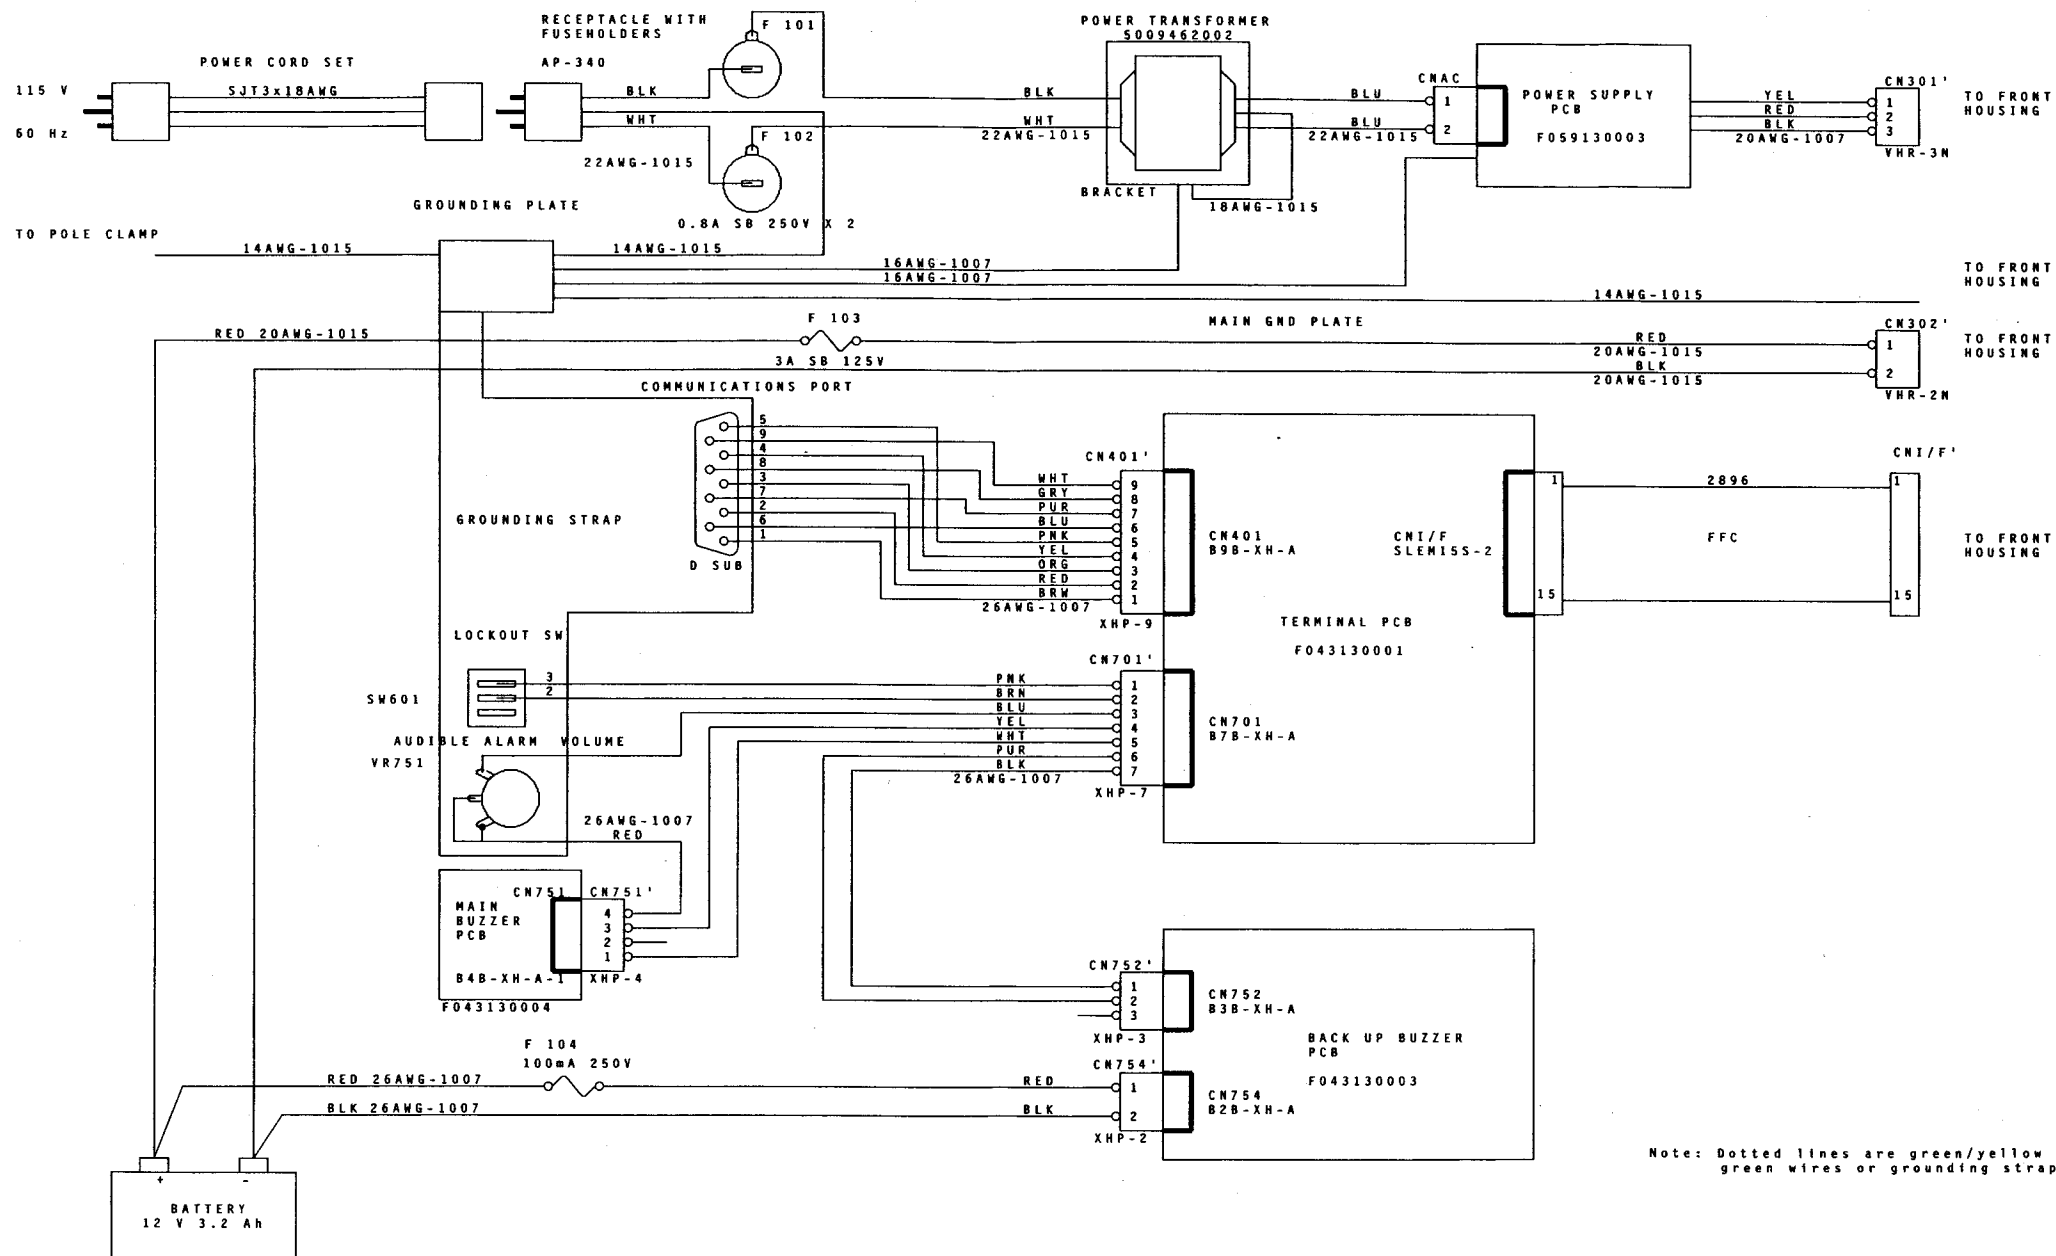 RECEPTACLE WITH
FUSEHOLDERS
AP-340
F 101
POWER TRANSFORMER
5009462002
POWER CORD SET
SJT3x18AWG
115 V
60 Hz
BLK
WHT
22AWG-1015
F 102
0.8A SB 250V X 2
BLK
WHT
22AWG-1015
BRACKET
18AWG-1015
BLU
BLU
22AWG-1015
CNAC
1
2
POWER SUPPLY
PCB
F059130003
YEL
RED
BLK
20AWG-1007
CN301'
1
2
3
VHR-3N
TO FRONT
HOUSING
GROUNDING PLATE
TO POLE CLAMP
14AWG-1015
14AWG-1015
16AWG-1007
16AWG-1007
14AWG-1015
TO FRONT
HOUSING
RED 20AWG-1015
F 103
3A SB 125V
MAIN GND PLATE
RED
20AWG-1015
BLK
20AWG-1015
CN302'
1
2
VHR-2N
TO FRONT
HOUSING
COMMUNICATIONS PORT
5
9
4
8
3
7
2
6
1
D SUB
GROUNDING STRAP
CN401'
WHT
GRY
PUR
BLU
PNK
YEL
ORG
RED
BRW
26AWG-1007
9
8
7
6
5
4
3
2
1
XHP-9
CN401
B9B-XH-A
CNI/F
SLEM15S-2
1
15
2896
FFC
CNI/F'
1
15
TO FRONT
HOUSING
TERMINAL PCB
F043130001
LOCKOUT SW
SW601
3
2
CN701'
PNK
BRN
BLU
YEL
WHT
PUR
BLK
26AWG-1007
1
2
3
4
5
6
7
XHP-7
CN701
B7B-XH-A
AUDIBLE ALARM VOLUME
VR751
26AWG-1007
RED
CN751
CN751'
MAIN
BUZZER
PCB
4
3
2
1
B4B-XH-A-1
XHP-4
F043130004
CN752'
1
2
3
XHP-3
CN752
B3B-XH-A
BACK UP BUZZER
PCB
F043130003
F 104
100mA 250V
RED 26AWG-1007
RED
BLK 26AWG-1007
BLK
CN754'
1
2
XHP-2
CN754
B2B-XH-A
+
-
BATTERY
12 V 3.2 Ah
Note: Dotted lines are green/yellow
green wires or grounding strap